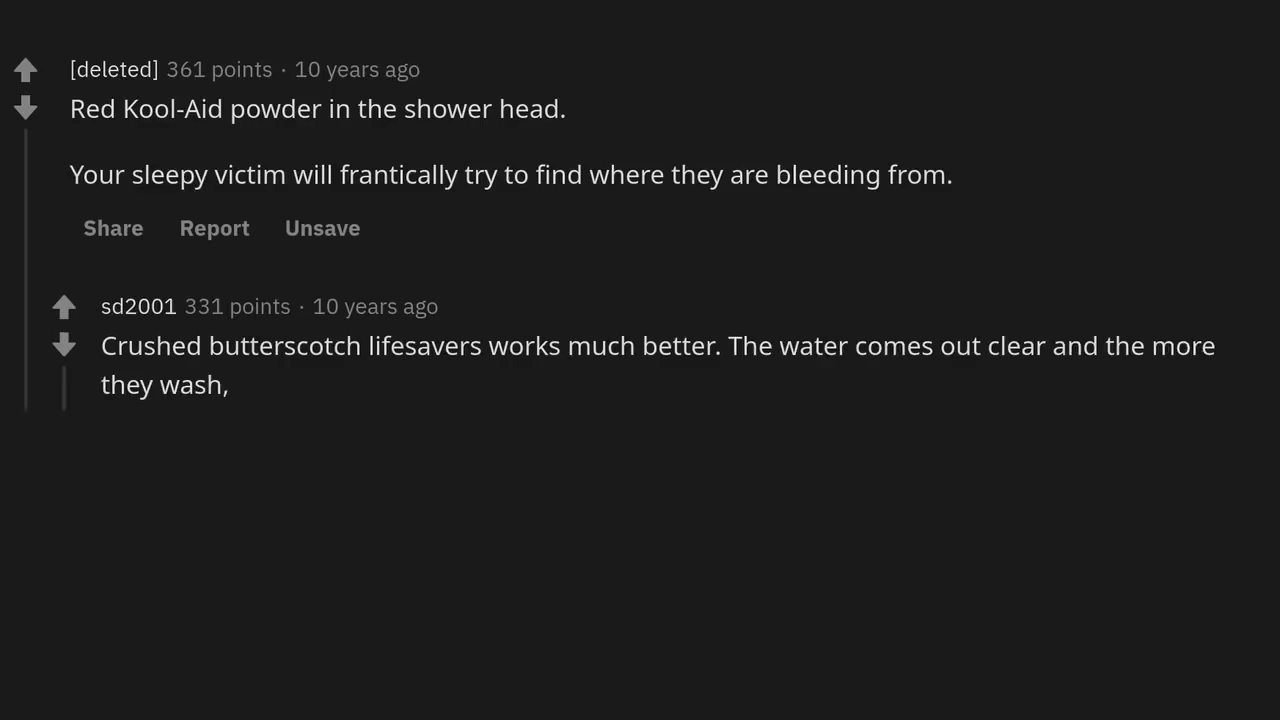 [deleted] 361 points · 10 years ago
Red Kool-Aid powder in the shower head.
Your sleepy victim will frantically try to find where they are bleeding from.
Share Report Unsave
sd2001 331 points · 10 years ago
Crushed butterscotch lifesavers works much better. The water comes out clear and the more
they wash,